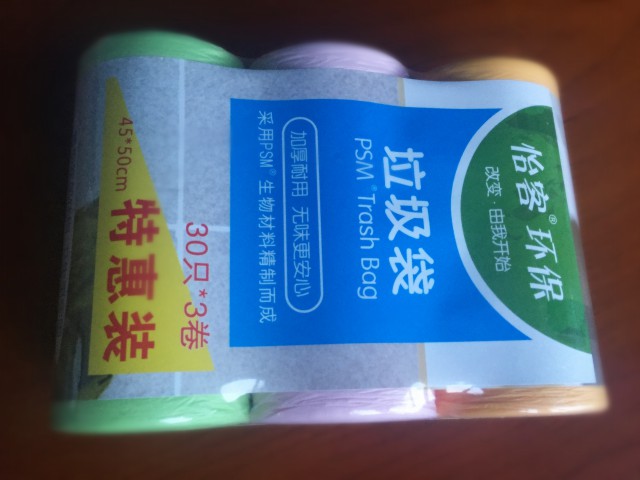 怡客®环保
改变·由我开始
垃圾袋
PSM®Trash Bag
加厚耐用 无味更安心
采用PSM®生物材料精制而成
30只*3卷
45*50cm
特惠装